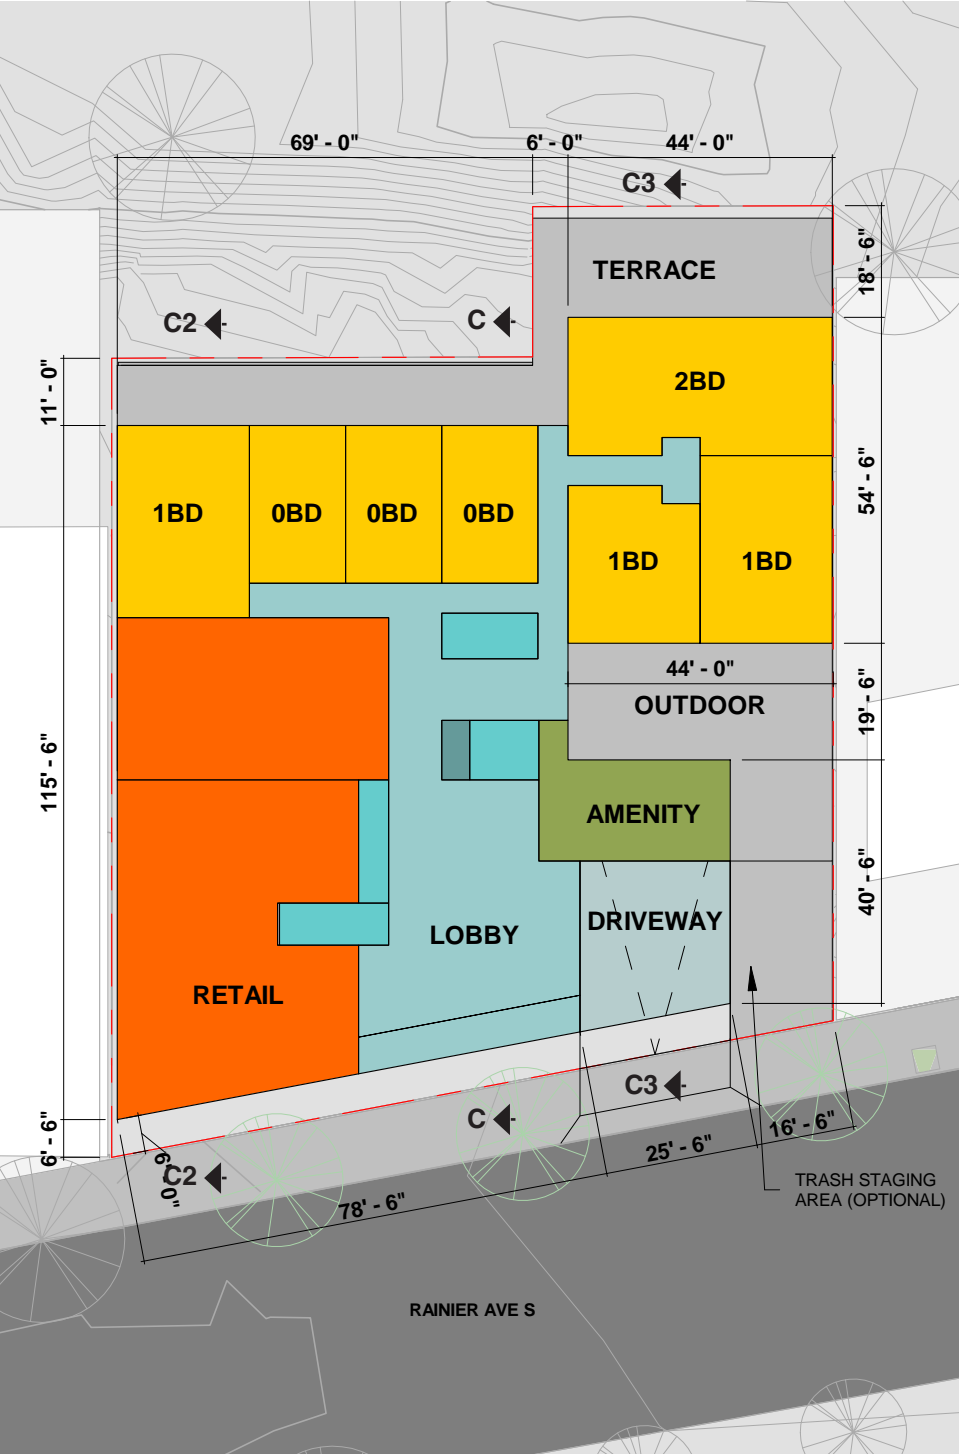 69' - 0"
6' - 0"
44' - 0"
C3
18' - 6"
TERRACE
C2
C
11' - 0"
2BD
54' - 6"
1BD
0BD
0BD
0BD
1BD
1BD
44' - 0"
OUTDOOR
19' - 6"
115' - 6"
AMENITY
40' - 6"
DRIVEWAY
LOBBY
RETAIL
C3
C
6' - 6"
16' - 6"
25' - 6"
6' - 0"
C2
78' - 6"
TRASH STAGING
AREA (OPTIONAL)
RAINIER AVE S